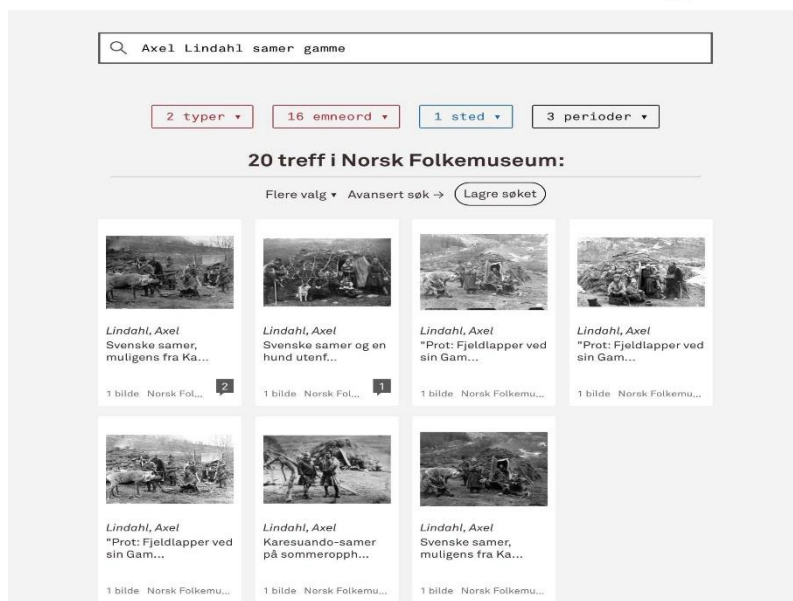 Axel Lindahl samer gamme
2 typer ▾ 16 emneord ▾ 1 sted ▾ 3 perioder ▾
20 treff i Norsk Folkemuseum:
Flere valg ▾ Avansert søk → Lagre søket
Lindahl, Axel
Svenske samer,
muligens fra Ka...
1 bilde Norsk Fol... 2
Lindahl, Axel
Svenske samer og en
hund utenf...
1 bilde Norsk Fol... 1
Lindahl, Axel
"Prot: Fjeldlapper ved
sin Gam...
1 bilde Norsk Folkemu...
Lindahl, Axel
"Prot: Fjeldlapper ved
sin Gam...
1 bilde Norsk Folkemu...
Lindahl, Axel
"Prot: Fjeldlapper ved
sin Gam...
1 bilde Norsk Folkemu...
Lindahl, Axel
Karesuando-samer
på sommeropph...
1 bilde Norsk Folkemu...
Lindahl, Axel
Svenske samer,
muligens fra Ka...
1 bilde Norsk Folkemu...